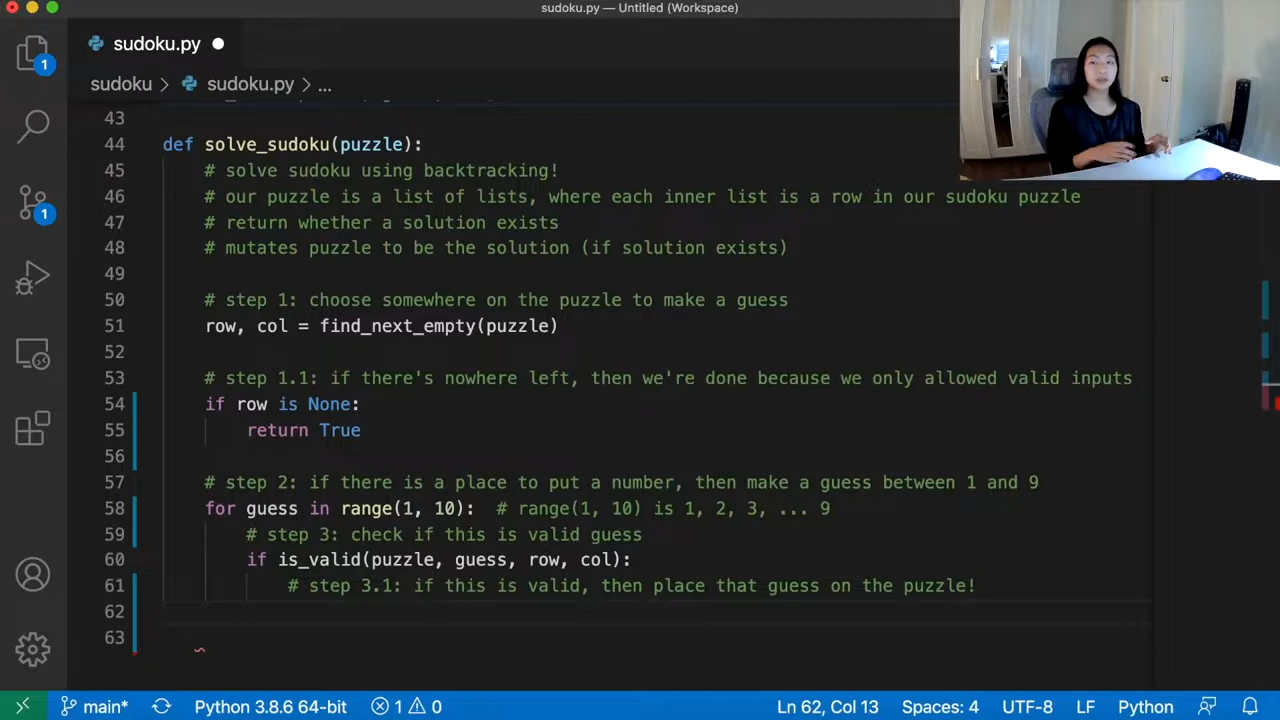 sudoku.py — Untitled (Workspace)
sudoku.py
sudoku > sudoku.py > ...
1
1
43
44 def solve_sudoku(puzzle):
45 # solve sudoku using backtracking!
46 # our puzzle is a list of lists, where each inner list is a row in our sudoku puzzle
47 # return whether a solution exists
48 # mutates puzzle to be the solution (if solution exists)
49
50 # step 1: choose somewhere on the puzzle to make a guess
51 row, col = find_next_empty(puzzle)
52
53 # step 1.1: if there's nowhere left, then we're done because we only allowed valid inputs
54 if row is None:
55 return True
56
57 # step 2: if there is a place to put a number, then make a guess between 1 and 9
58 for guess in range(1, 10): # range(1, 10) is 1, 2, 3, ... 9
59 # step 3: check if this is valid guess
60 if is_valid(puzzle, guess, row, col):
61 # step 3.1: if this is valid, then place that guess on the puzzle!
62
63
main* Python 3.8.6 64-bit 1 0 Ln 62, Col 13 Spaces: 4 UTF-8 LF Python